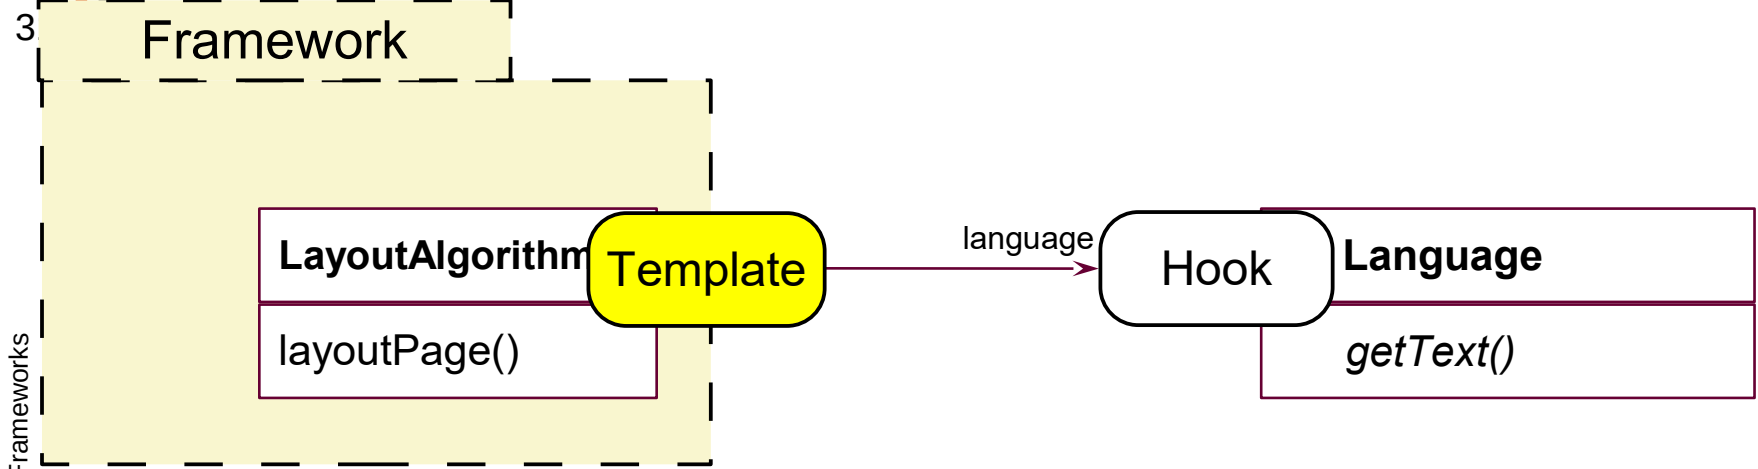 3
Framework
LayoutAlgorithm
Template
language
Hook
Language
layoutPage()
getText()
Frameworks